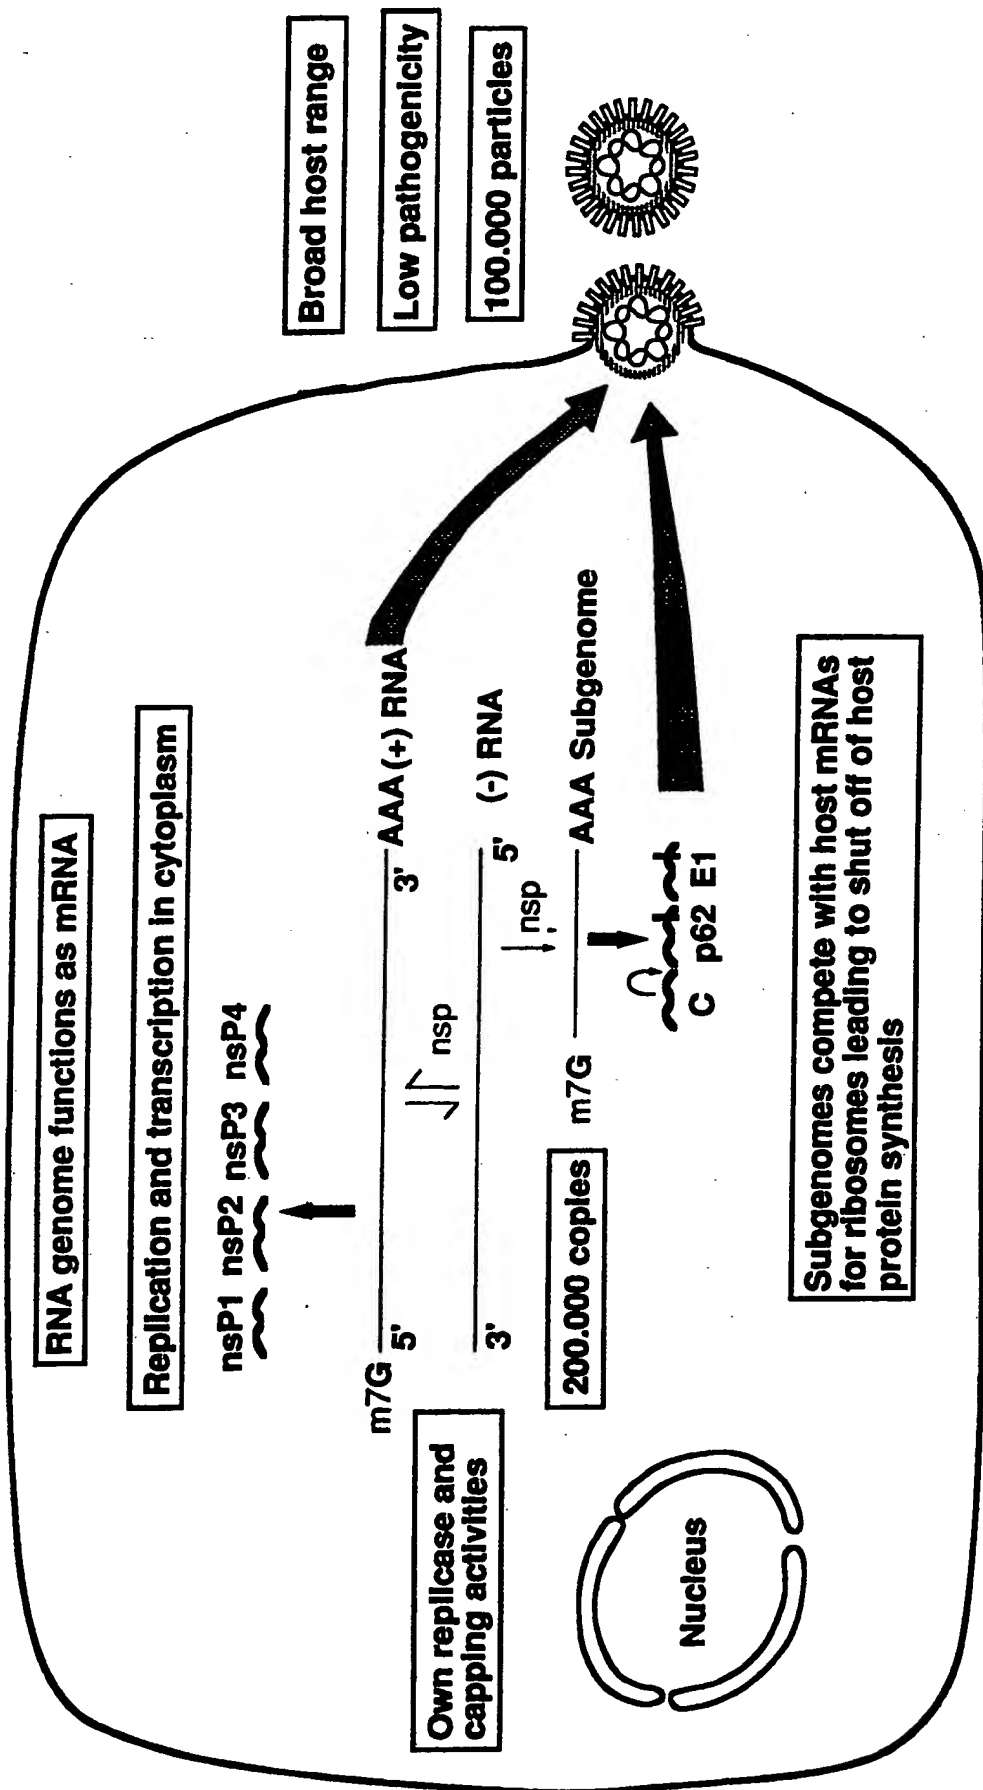 RNA genome functions as mRNA
Replication and transcription in cytoplasm
nsP1 nsP2 nsP3 nsP4
m7G
5'
3'
AAA (+) RNA
nsp
3'
5'
(-) RNA
nsp
Own replicase and
capping activities
200.000 copies
m7G
AAA Subgenome
C p62 E1
Nucleus
Subgenomes compete with host mRNAs
for ribosomes leading to shut off of host
protein synthesis
Broad host range
Low pathogenicity
100.000 particles